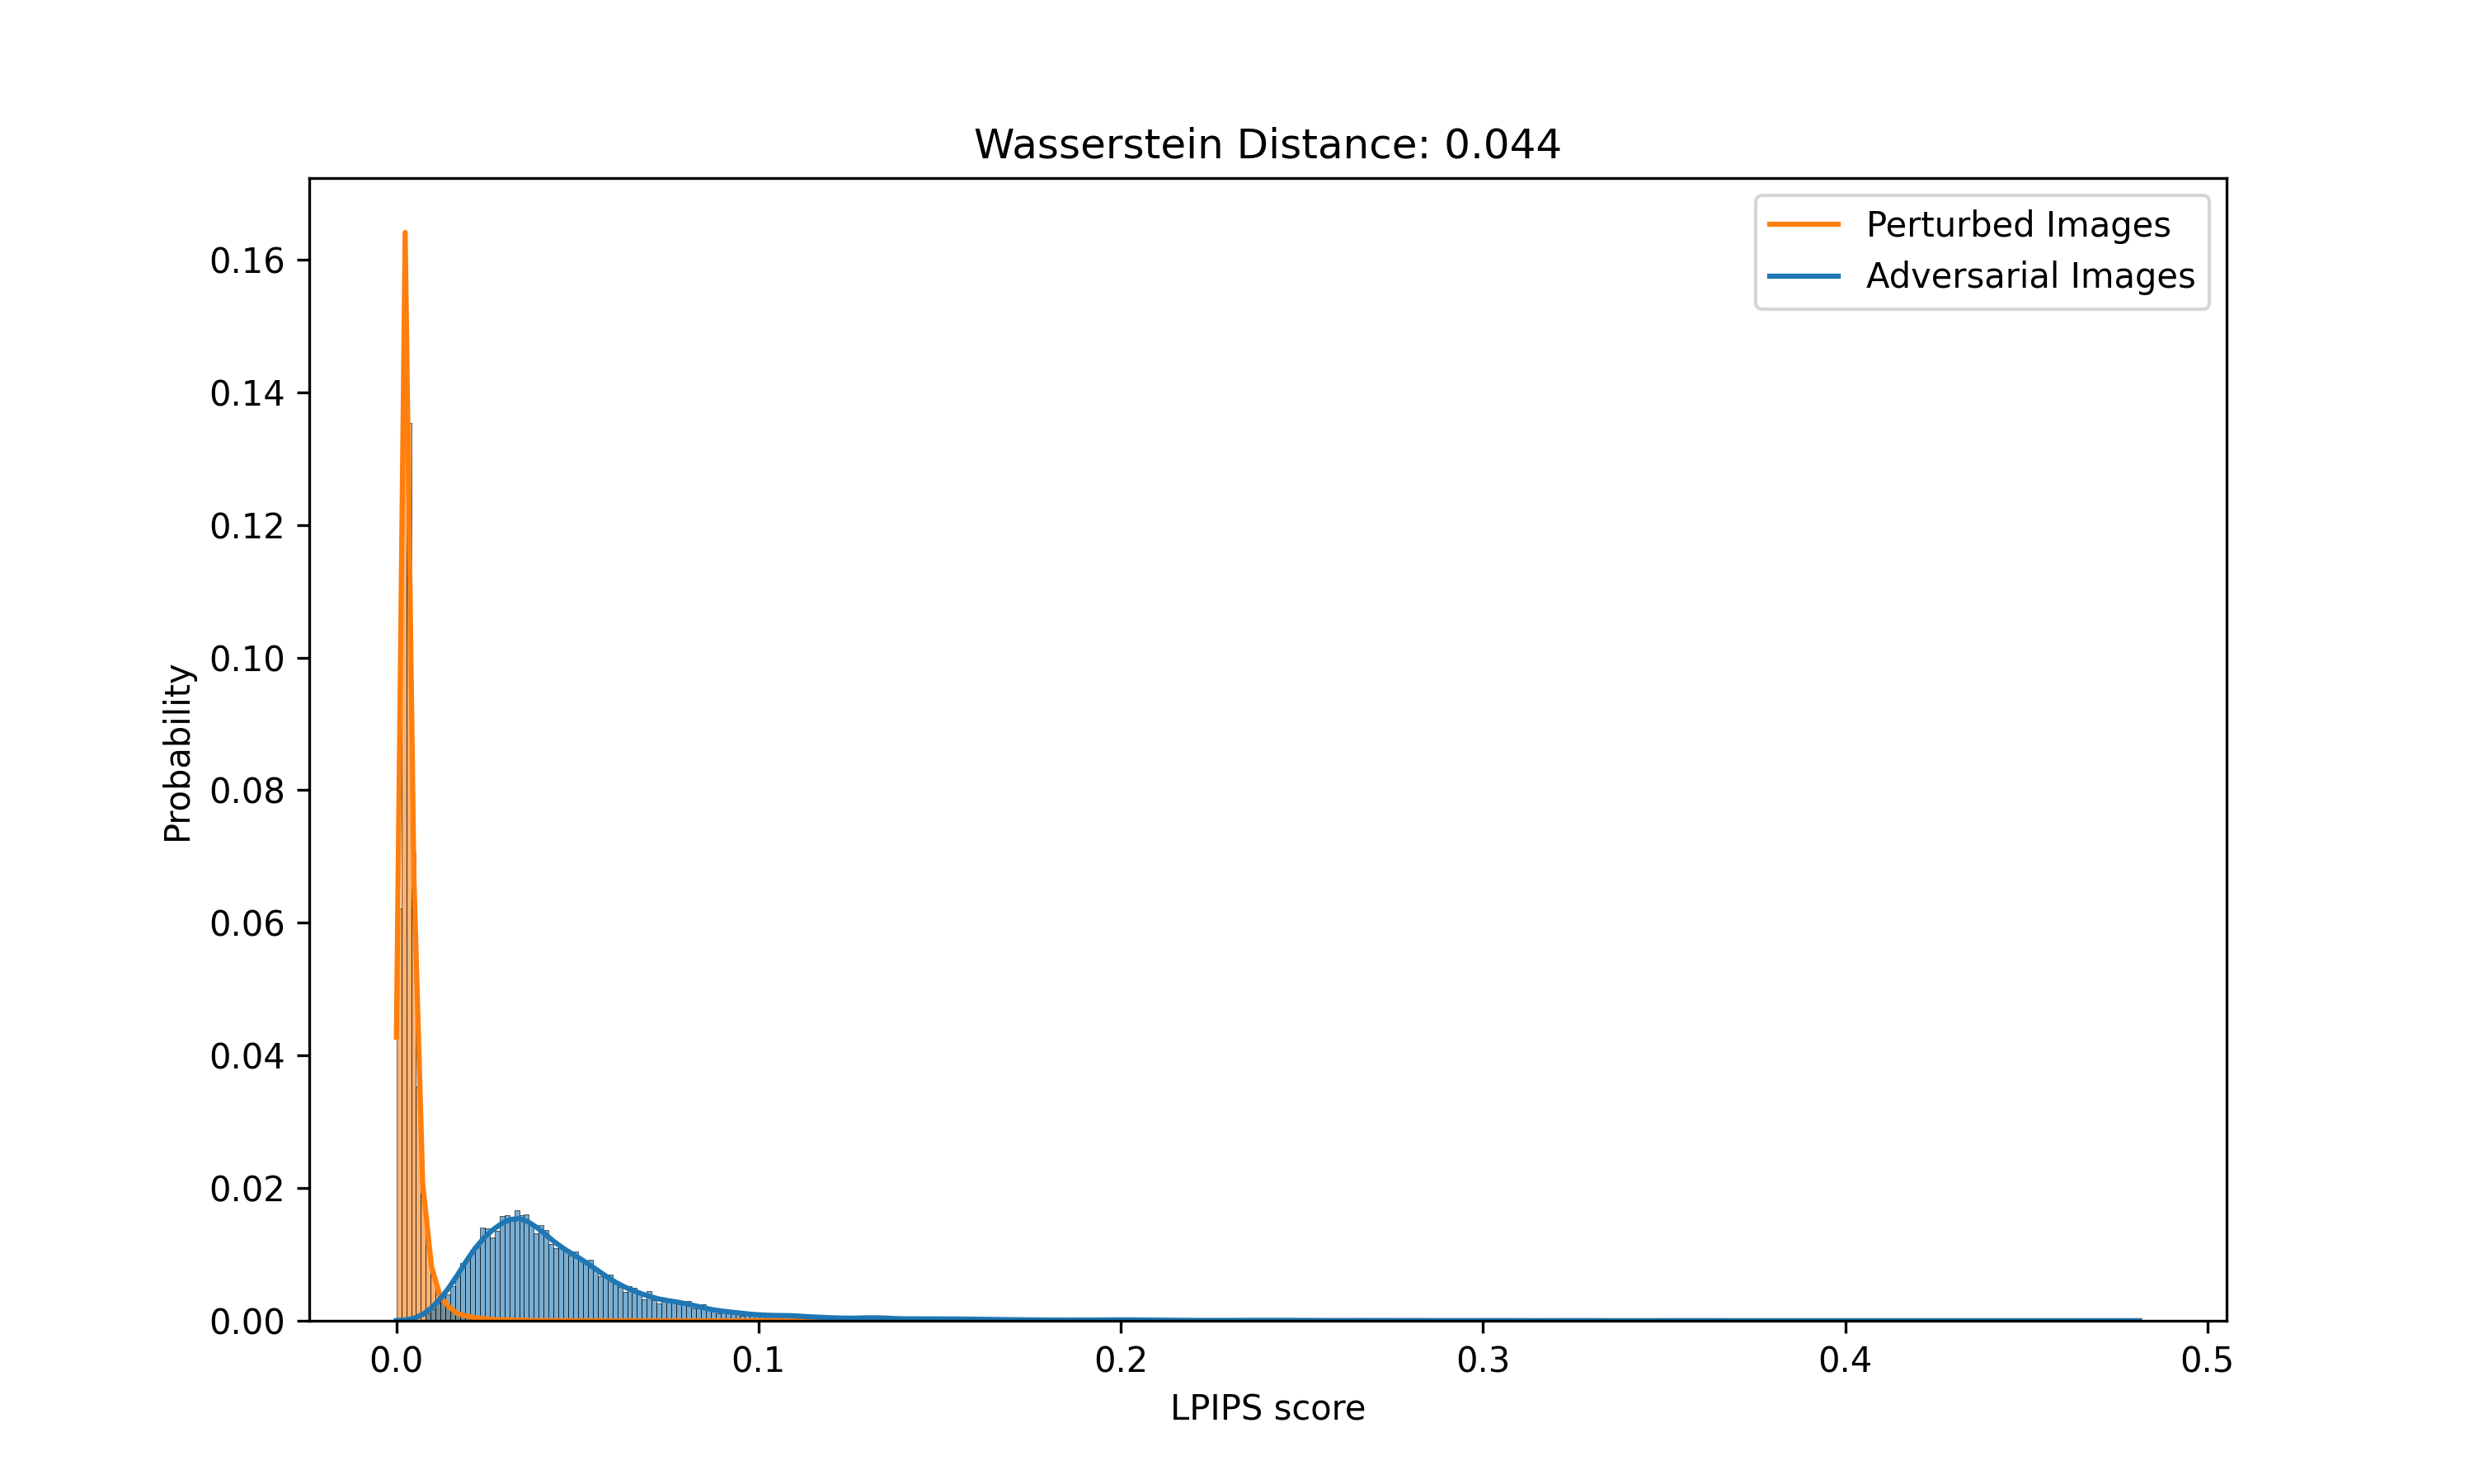 Wasserstein Distance: 0.044
Perturbed Images
Adversarial Images
Probability
0.16
0.14
0.12
0.10
0.08
0.06
0.04
0.02
0.00
0.0 0.1 0.2 0.3 0.4 0.5
LPIPS score